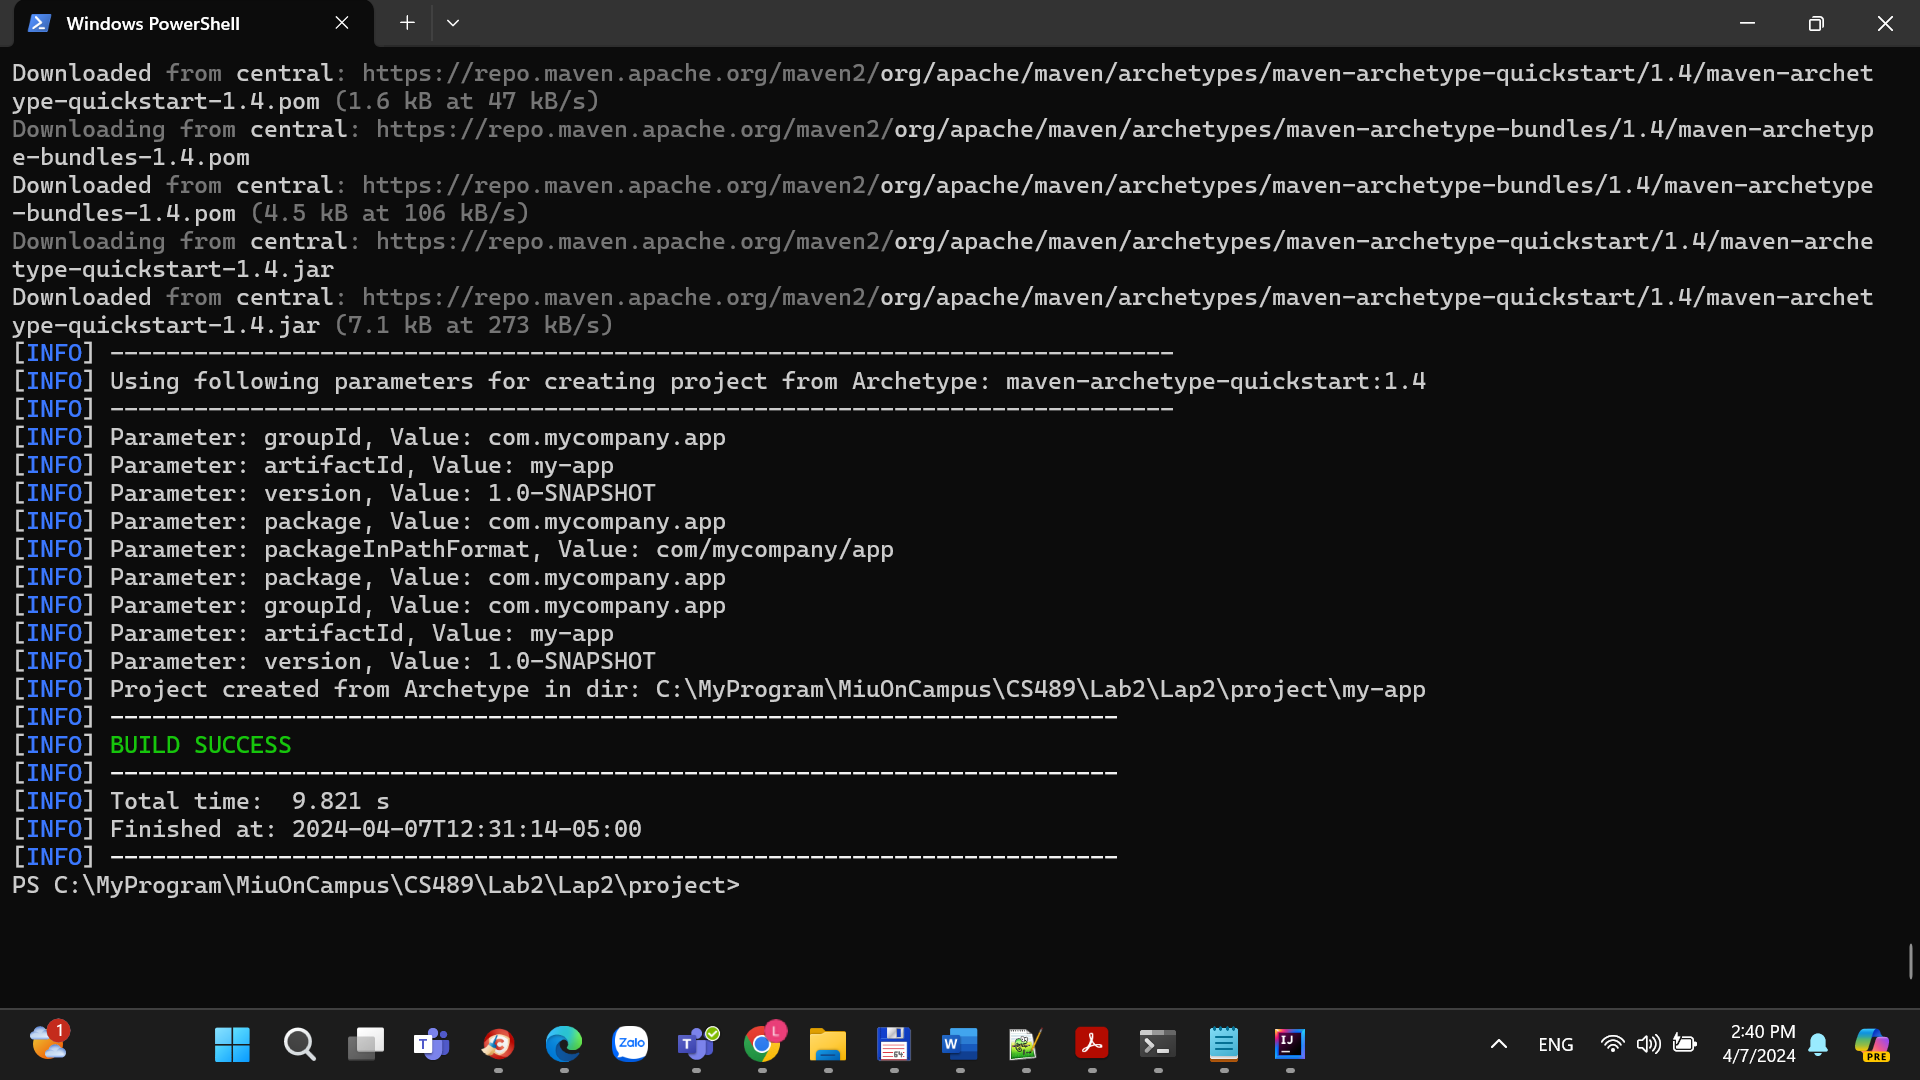 Windows PowerShell
Downloaded from central: https://repo.maven.apache.org/maven2/org/apache/maven/archetypes/maven-archetype-quickstart/1.4/maven-archet
ype-quickstart-1.4.pom (1.6 kB at 47 kB/s)
Downloading from central: https://repo.maven.apache.org/maven2/org/apache/maven/archetypes/maven-archetype-bundles/1.4/maven-archetyp
e-bundles-1.4.pom
Downloaded from central: https://repo.maven.apache.org/maven2/org/apache/maven/archetypes/maven-archetype-bundles/1.4/maven-archetype
-bundles-1.4.pom (4.5 kB at 106 kB/s)
Downloading from central: https://repo.maven.apache.org/maven2/org/apache/maven/archetypes/maven-archetype-quickstart/1.4/maven-arche
type-quickstart-1.4.jar
Downloaded from central: https://repo.maven.apache.org/maven2/org/apache/maven/archetypes/maven-archetype-quickstart/1.4/maven-archet
ype-quickstart-1.4.jar (7.1 kB at 273 kB/s)
[INFO] ----------------------------------------------------------------------------
[INFO] Using following parameters for creating project from Archetype: maven-archetype-quickstart:1.4
[INFO] ----------------------------------------------------------------------------
[INFO] Parameter: groupId, Value: com.mycompany.app
[INFO] Parameter: artifactId, Value: my-app
[INFO] Parameter: version, Value: 1.0-SNAPSHOT
[INFO] Parameter: package, Value: com.mycompany.app
[INFO] Parameter: packageInPathFormat, Value: com/mycompany/app
[INFO] Parameter: package, Value: com.mycompany.app
[INFO] Parameter: groupId, Value: com.mycompany.app
[INFO] Parameter: artifactId, Value: my-app
[INFO] Parameter: version, Value: 1.0-SNAPSHOT
[INFO] Project created from Archetype in dir: C:\MyProgram\MiuOnCampus\CS489\Lab2\Lap2\project\my-app
[INFO] ------------------------------------------------------------------------
[INFO] BUILD SUCCESS
[INFO] ------------------------------------------------------------------------
[INFO] Total time:  9.821 s
[INFO] Finished at: 2024-04-07T12:31:14-05:00
[INFO] ------------------------------------------------------------------------
PS C:\MyProgram\MiuOnCampus\CS489\Lab2\Lap2\project>
1
T
C
Zalo
T
L
64
W
IJ
ENG
2:40 PM
4/7/2024
PRE